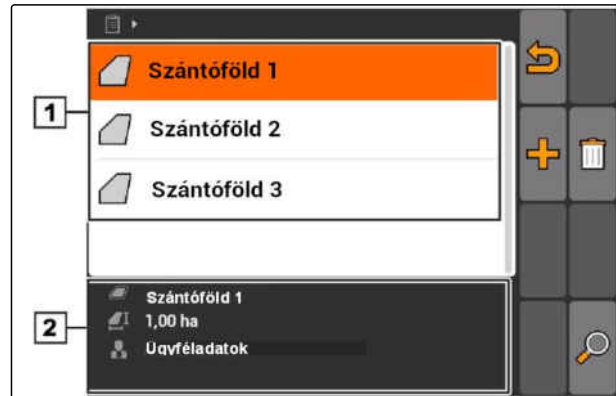 1
Szántóföld 1
Szántóföld 2
Szántóföld 3
2
Szántóföld 1
1,00 ha
Ügyféladatok